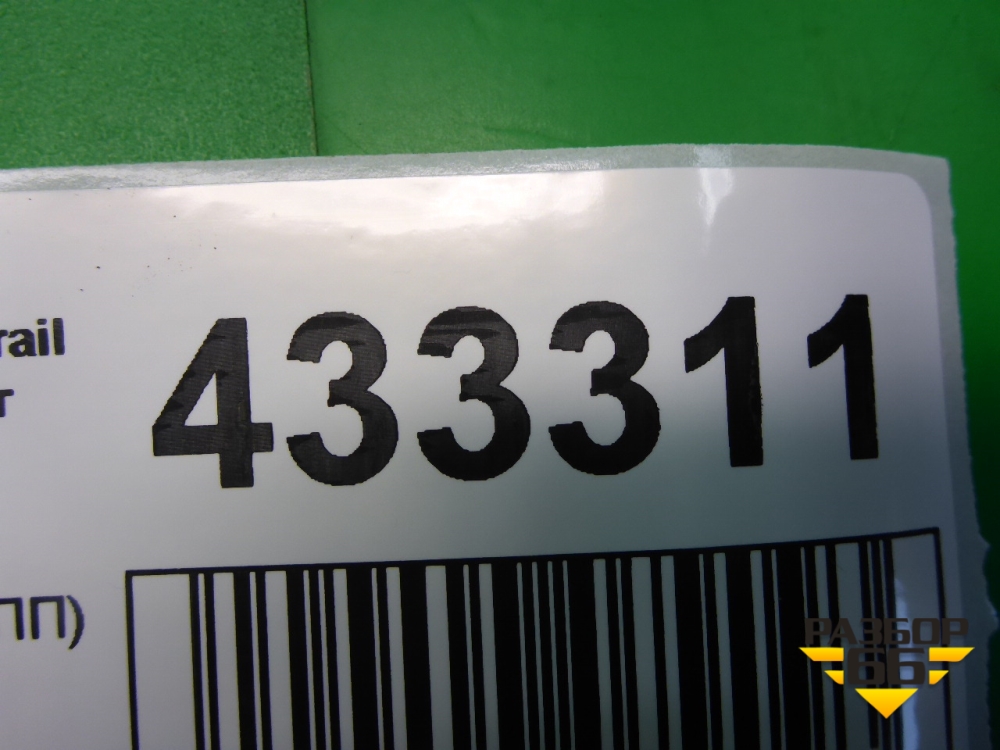 rail
433311
т
ПП)
РАЗБОР
66